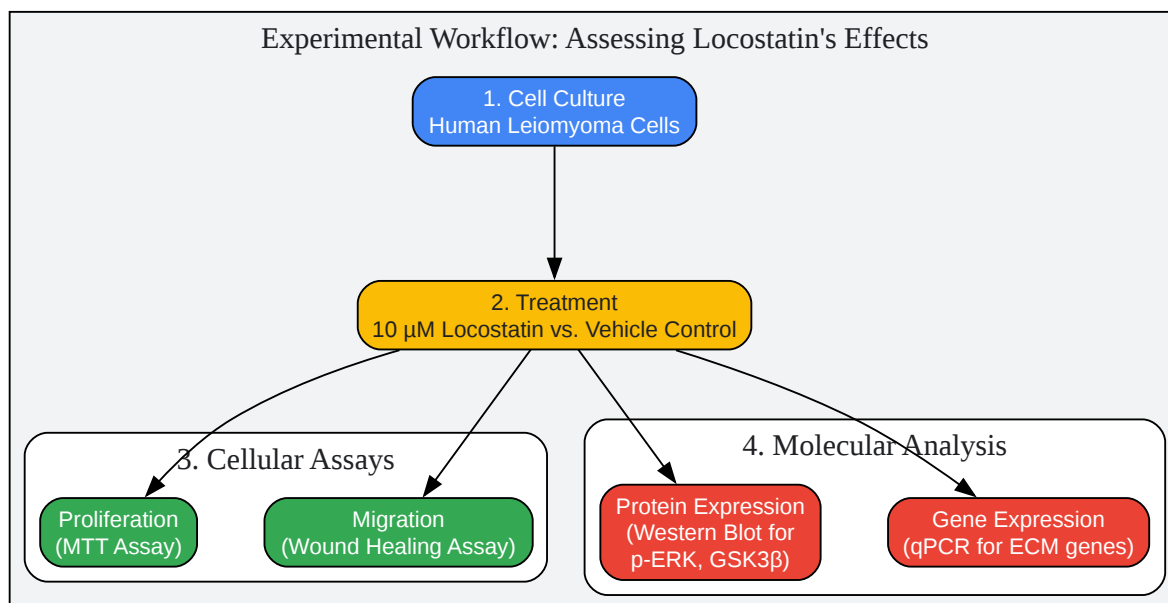 Experimental Workflow: Assessing Locostatin's Effects
1. Cell Culture
Human Leiomyoma Cells
2. Treatment
10 µM Locostatin vs. Vehicle Control
3. Cellular Assays
Proliferation
(MTT Assay)
Migration
(Wound Healing Assay)
4. Molecular Analysis
Protein Expression
(Western Blot for
p-ERK, GSK3β)
Gene Expression
(qPCR for ECM genes)